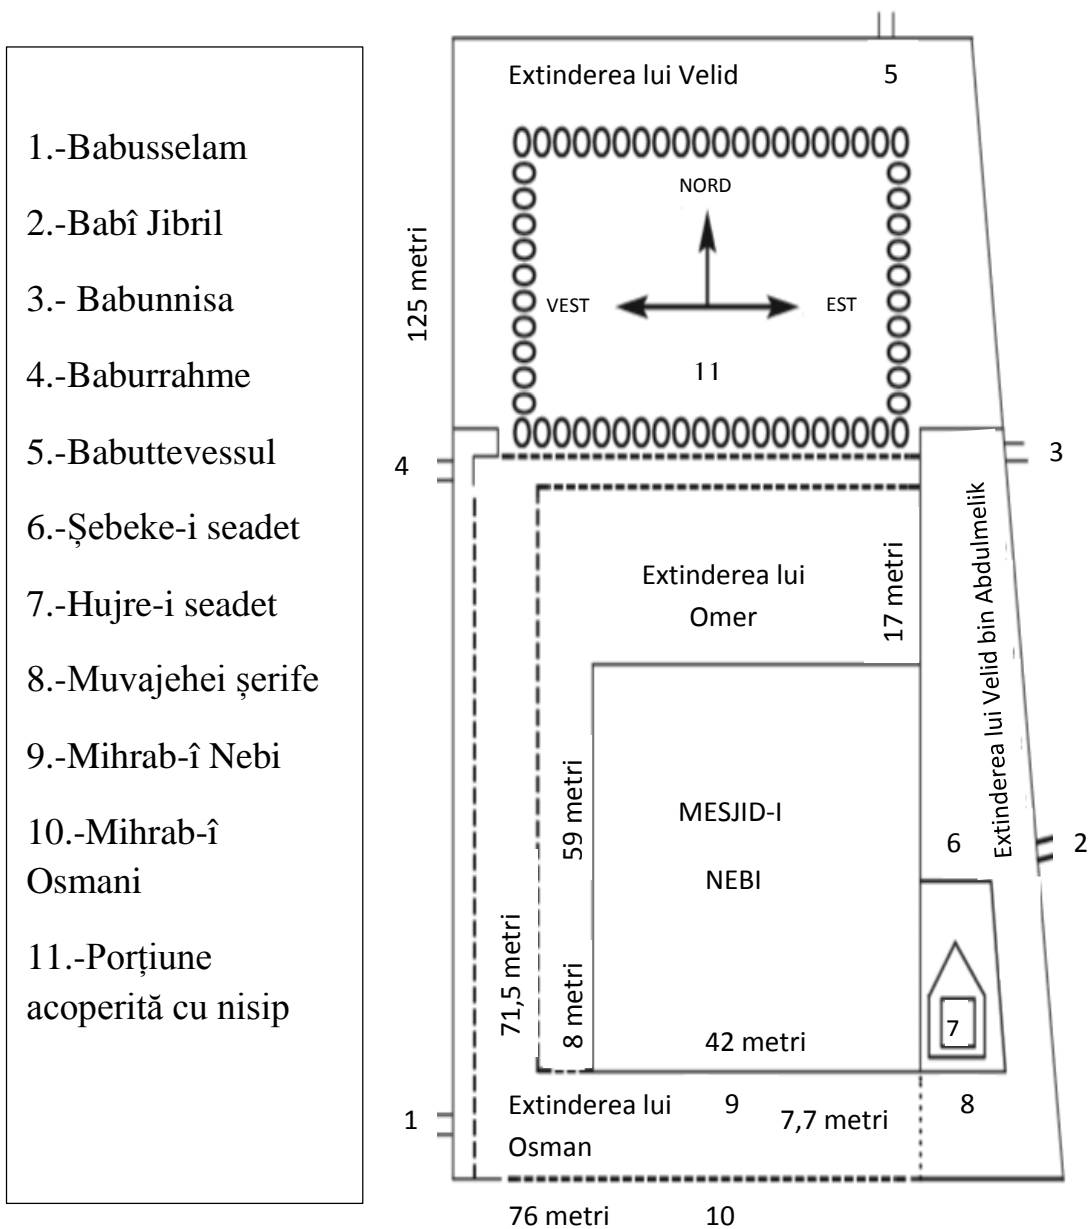 1.-Babusselam
2.-Babî Jibril
3.- Babunnisa
4.-Baburrahme
5.-Babuttevessul
6.-Șebeke-i seadet
7.-Hujre-i seadet
8.-Muvajehei șerife
9.-Mihrab-î Nebi
10.-Mihrab-î
Osmani
11.-Porțiune
acoperită cu nisip
Extinderea lui Velid
5
NORD
VEST
EST
125 metri
11
4
3
Extinderea lui
Omer
17 metri
Extinderea lui Velid bin Abdulmelik
59 metri
MESJID-I
NEBI
6
2
71,5 metri
8 metri
42 metri
7
1
Extinderea lui
Osman
9
7,7 metri
8
76 metri
10